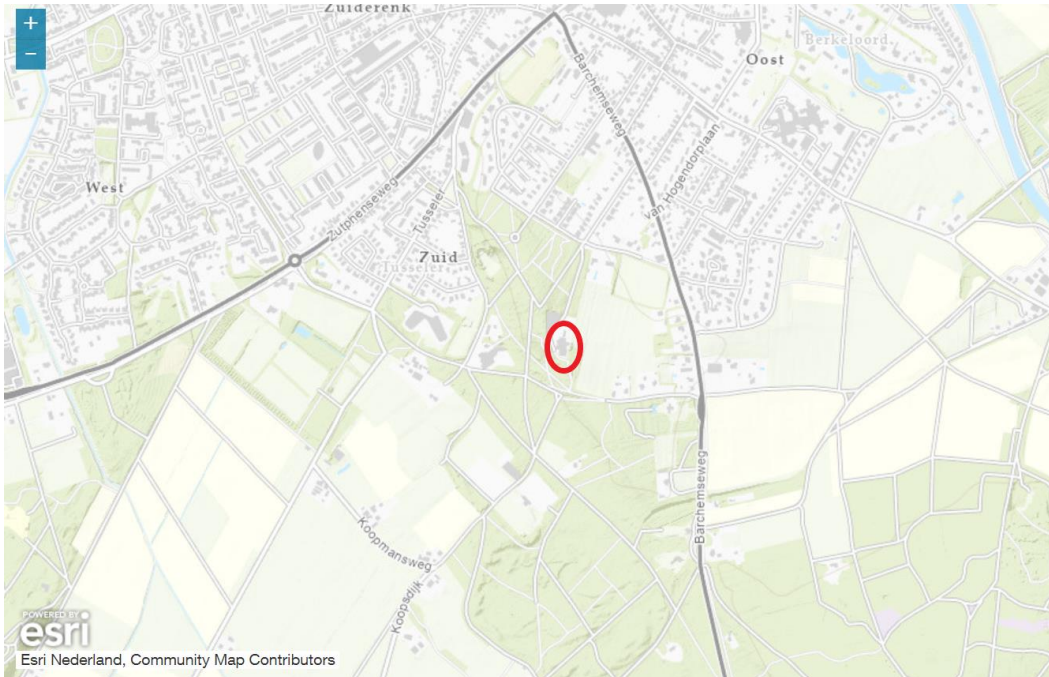 +
Zuiderenk
−
Berkeloord
Oost
Barchemseweg
van Hogendorplaan
West
Zutphenseweg
Tusseler
Zuid
Tusseler
Barchemseweg
Koopmansweg
Koopsdijk
POWERED BY
esri
Esri Nederland, Community Map Contributors